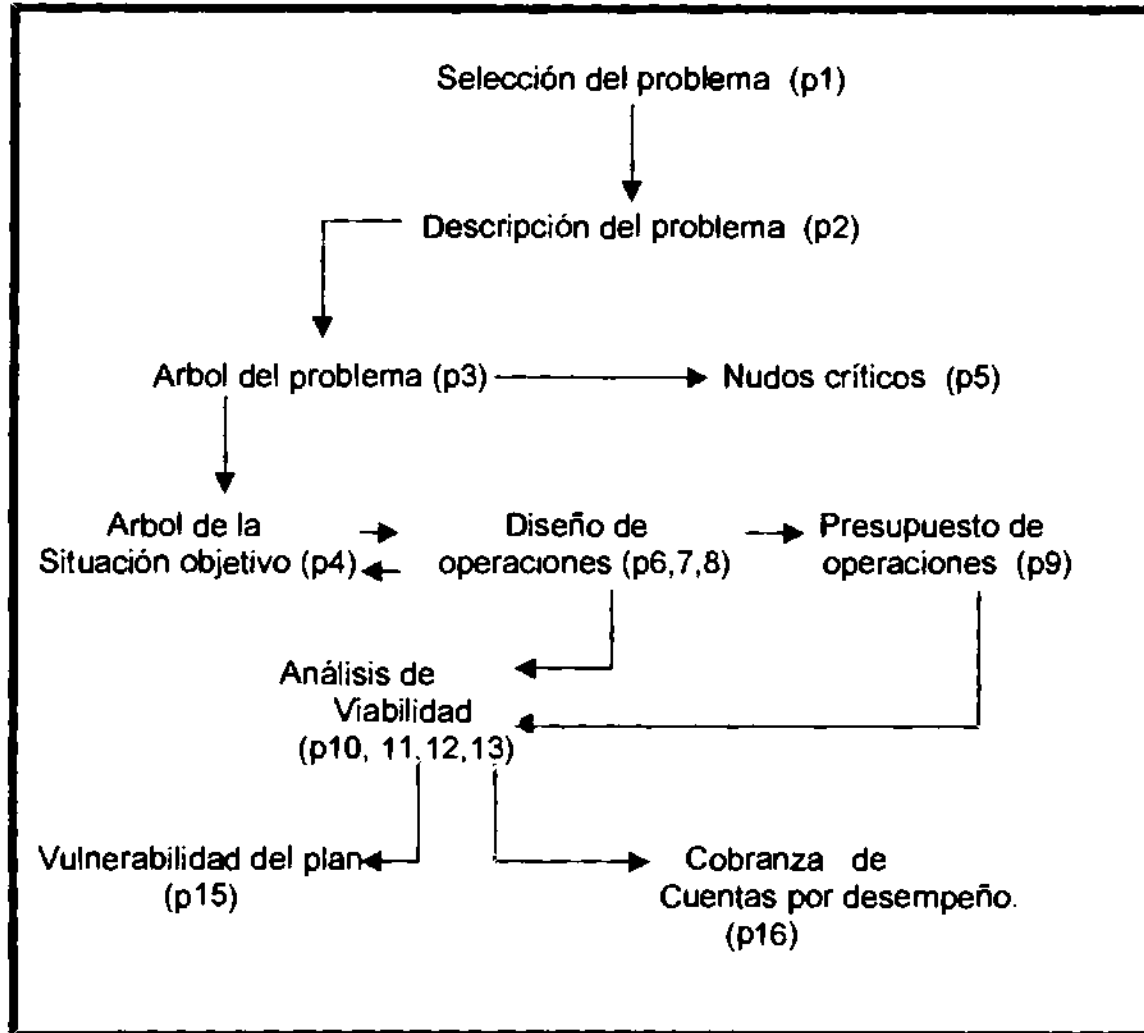 Selección del problema (p1)
Descripción del problema (p2)
Arbol del problema (p3)
Nudos críticos (p5)
Arbol de la
Situación objetivo (p4)
Diseño de
operaciones (p6,7,8)
Presupuesto de
operaciones (p9)
Análisis de
Viabilidad
(p10, 11,12,13)
Vulnerabilidad del plan
(p15)
Cobranza de
Cuentas por desempeño.
(p16)